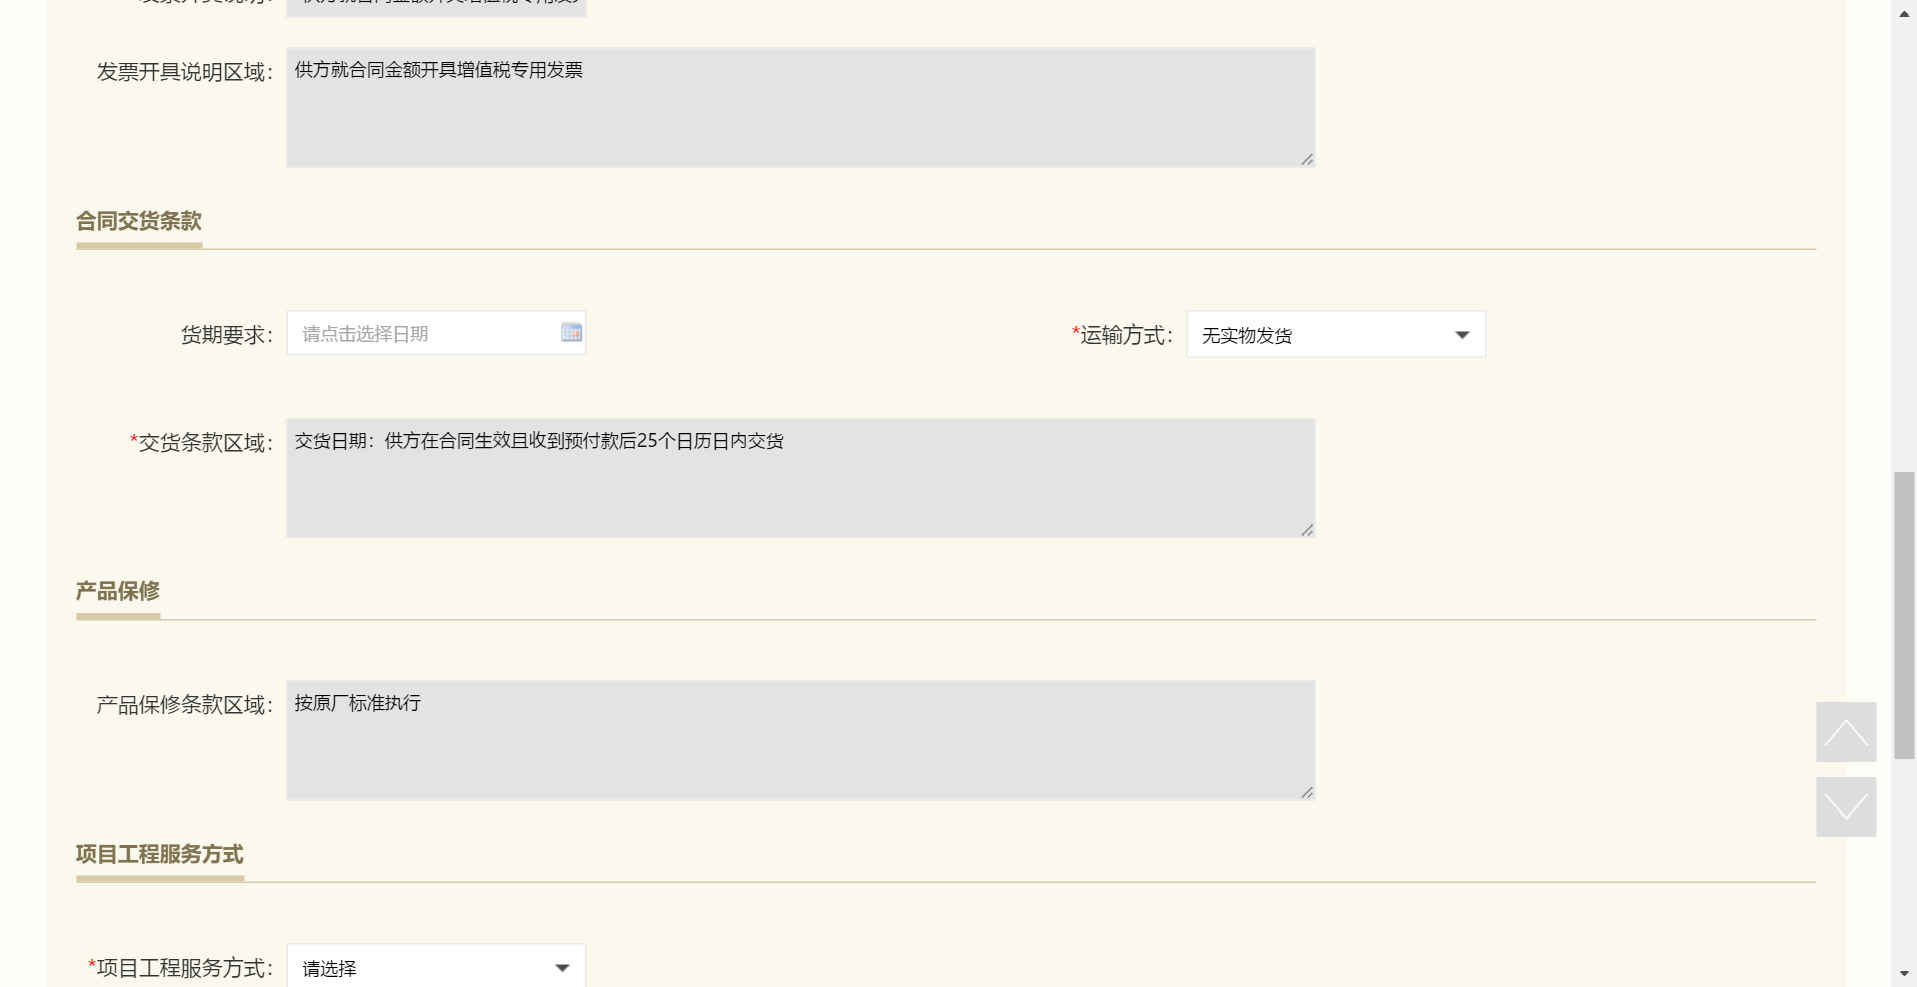 发票开具说明区域：
供方就合同金额开具增值税专用发票
合同交货条款
货期要求：
请点击选择日期
*运输方式：
无实物发货
*交货条款区域：
交货日期：供方在合同生效且收到预付款后25个日历日内交货
产品保修
产品保修条款区域：
按原厂标准执行
项目工程服务方式
*项目工程服务方式：
请选择